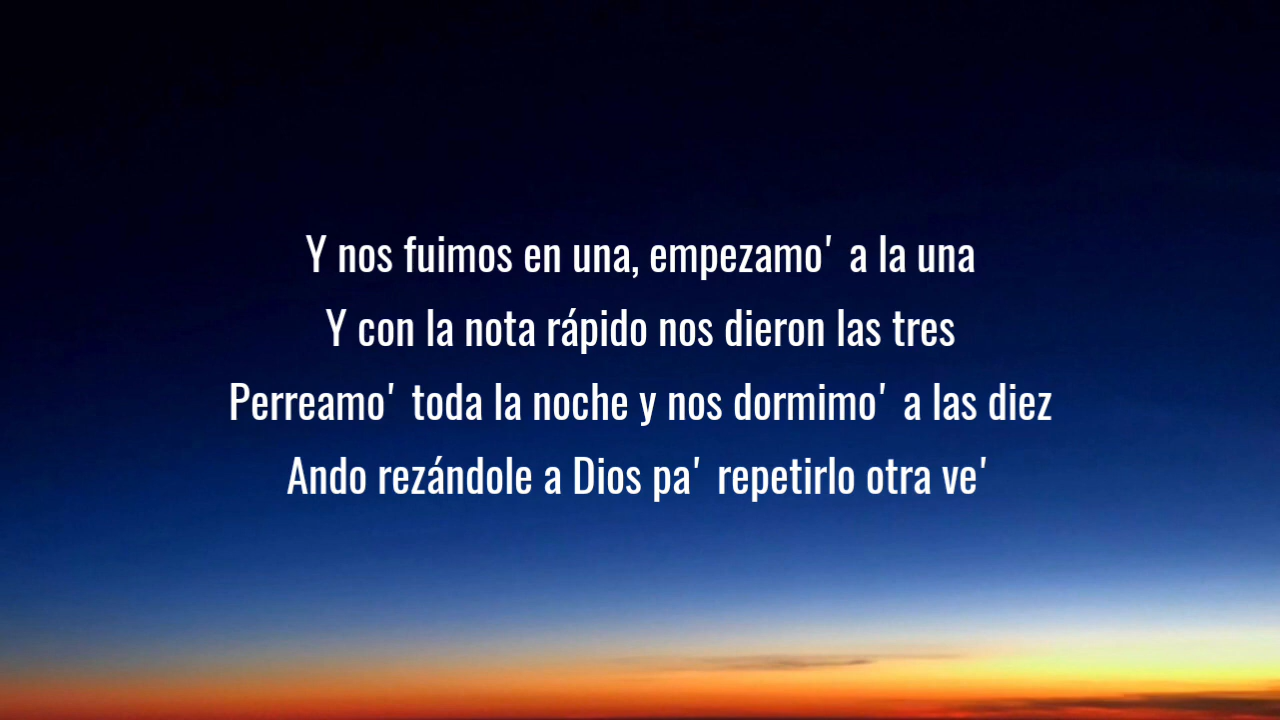 Y nos fuimos en una, empezamo' a la una
Y con la nota rápido nos dieron las tres
Perreamo' toda la noche y nos dormimo' a las diez
Ando rezándole a Dios pa' repetirlo otra ve'